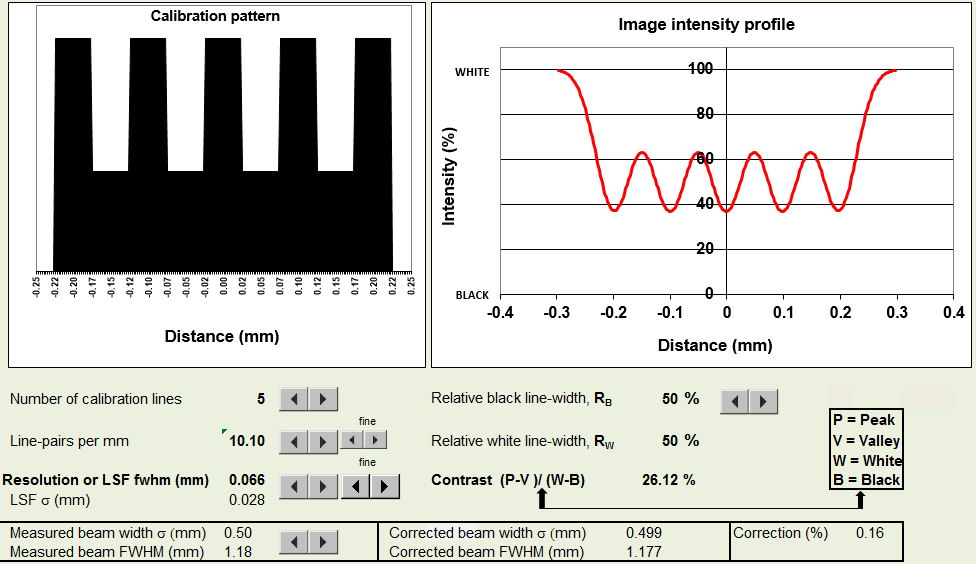 Calibration pattern
-0.25 -0.22 -0.20 -0.17 -0.15 -0.12 -0.10 -0.07 -0.05 -0.02 0.00 0.02 0.05 0.07 0.10 0.12 0.15 0.17 0.20 0.22 0.25
Distance (mm)
Image intensity profile
WHITE
100
80
60
40
20
BLACK
0
Intensity (%)
-0.4 -0.3 -0.2 -0.1 0 0.1 0.2 0.3 0.4
Distance (mm)
Number of calibration lines 5
Relative black line-width, RB 50 %
fine
Line-pairs per mm 10.10
Relative white line-width, RW 50 %
fine
Resolution or LSF fwhm (mm) 0.066
Contrast (P-V )/ (W-B) 26.12 %
LSF σ (mm) 0.028
P = Peak
V = Valley
W = White
B = Black
Measured beam width σ (mm) 0.50
Corrected beam width σ (mm) 0.499
Correction (%) 0.16
Measured beam FWHM (mm) 1.18
Corrected beam FWHM (mm) 1.177